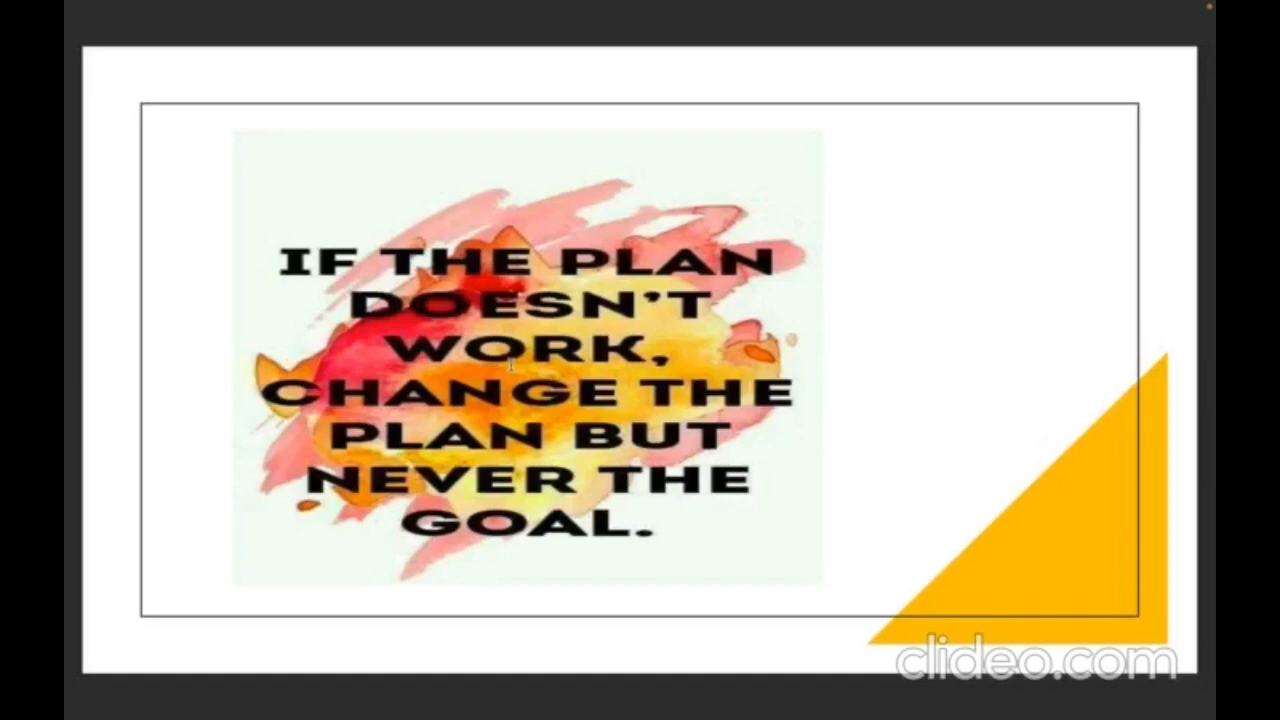 IF THE PLAN
DOESN'T
WORK,
CHANGE THE
PLAN BUT
NEVER THE
GOAL.
clideo.com